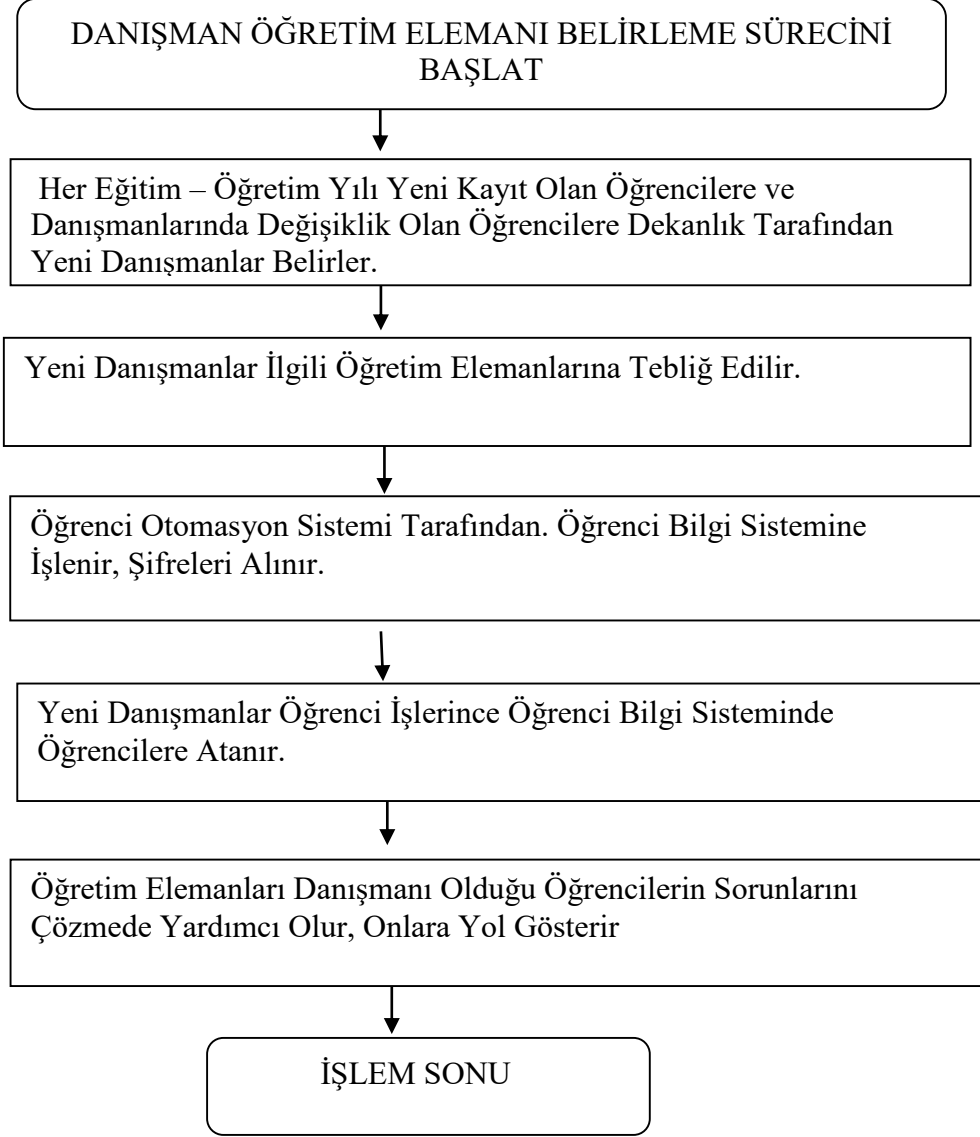 DANIŞMAN ÖĞRETİM ELEMANI BELİRLEME SÜRECİNİ
BAŞLAT
Her Eğitim – Öğretim Yılı Yeni Kayıt Olan Öğrencilere ve
Danışmanlarında Değişiklik Olan Öğrencilere Dekanlık Tarafından
Yeni Danışmanlar Belirler.
Yeni Danışmanlar İlgili Öğretim Elemanlarına Tebliğ Edilir.
Öğrenci Otomasyon Sistemi Tarafından. Öğrenci Bilgi Sistemine
İşlenir, Şifreleri Alınır.
Yeni Danışmanlar Öğrenci İşlerince Öğrenci Bilgi Sisteminde
Öğrencilere Atanır.
Öğretim Elemanları Danışmanı Olduğu Öğrencilerin Sorunlarını
Çözmede Yardımcı Olur, Onlara Yol Gösterir
İŞLEM SONU